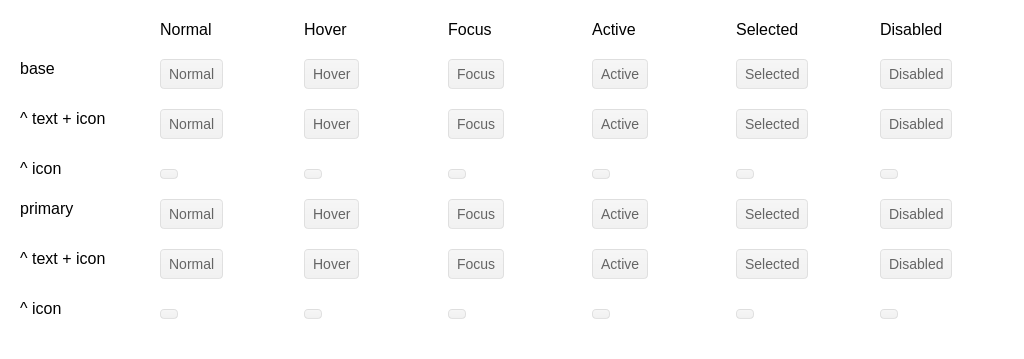 Normal Hover Focus Active Selected Disabled
base Normal Hover Focus Active Selected Disabled
^ text + icon Normal Hover Focus Active Selected Disabled
^ icon
primary Normal Hover Focus Active Selected Disabled
^ text + icon Normal Hover Focus Active Selected Disabled
^ icon